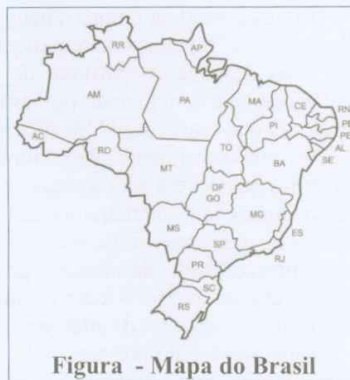 RR
AP
AM
PA
MA
CE
RN
PB
PE
AL
SE
PI
AC
RO
TO
BA
MT
DF
GO
MG
ES
MS
SP
RJ
PR
SC
RS
Figura - Mapa do Brasil